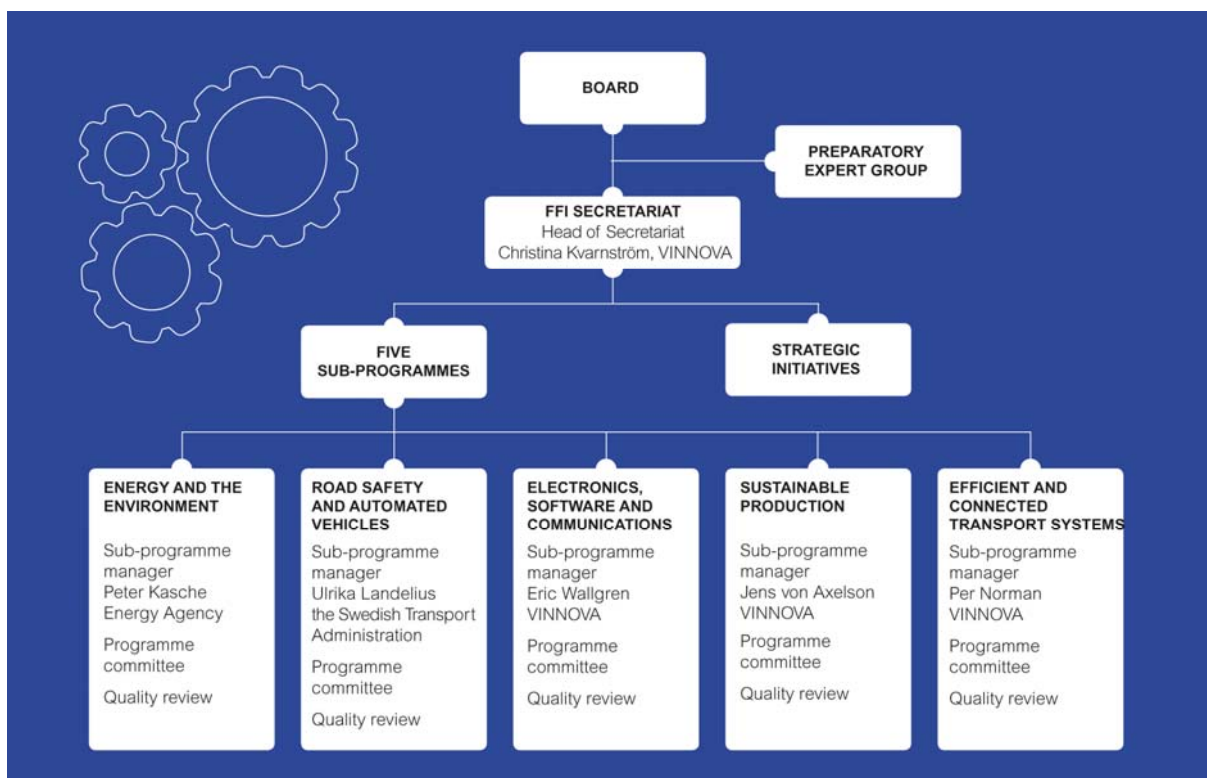 BOARD
PREPARATORY
EXPERT GROUP
FFI SECRETARIAT
Head of Secretariat
Christina Kvarnström, VINNOVA
FIVE
SUB-PROGRAMMES
STRATEGIC
INITIATIVES
ENERGY AND THE
ENVIRONMENT
Sub-programme
manager
Peter Kasche
Energy Agency
Programme
committee
Quality review
ROAD SAFETY
AND AUTOMATED
VEHICLES
Sub-programme
manager
Ulrika Landelius
the Swedish Transport
Administration
Programme
committee
Quality review
ELECTRONICS,
SOFTWARE AND
COMMUNICATIONS
Sub-programme
manager
Eric Wallgren
VINNOVA
Programme
committee
Quality review
SUSTAINABLE
PRODUCTION
Sub-programme
manager
Jens von Axelson
VINNOVA
Programme
committee
Quality review
EFFICIENT AND
CONNECTED
TRANSPORT SYSTEMS
Sub-programme
manager
Per Norman
VINNOVA
Programme
committee
Quality review